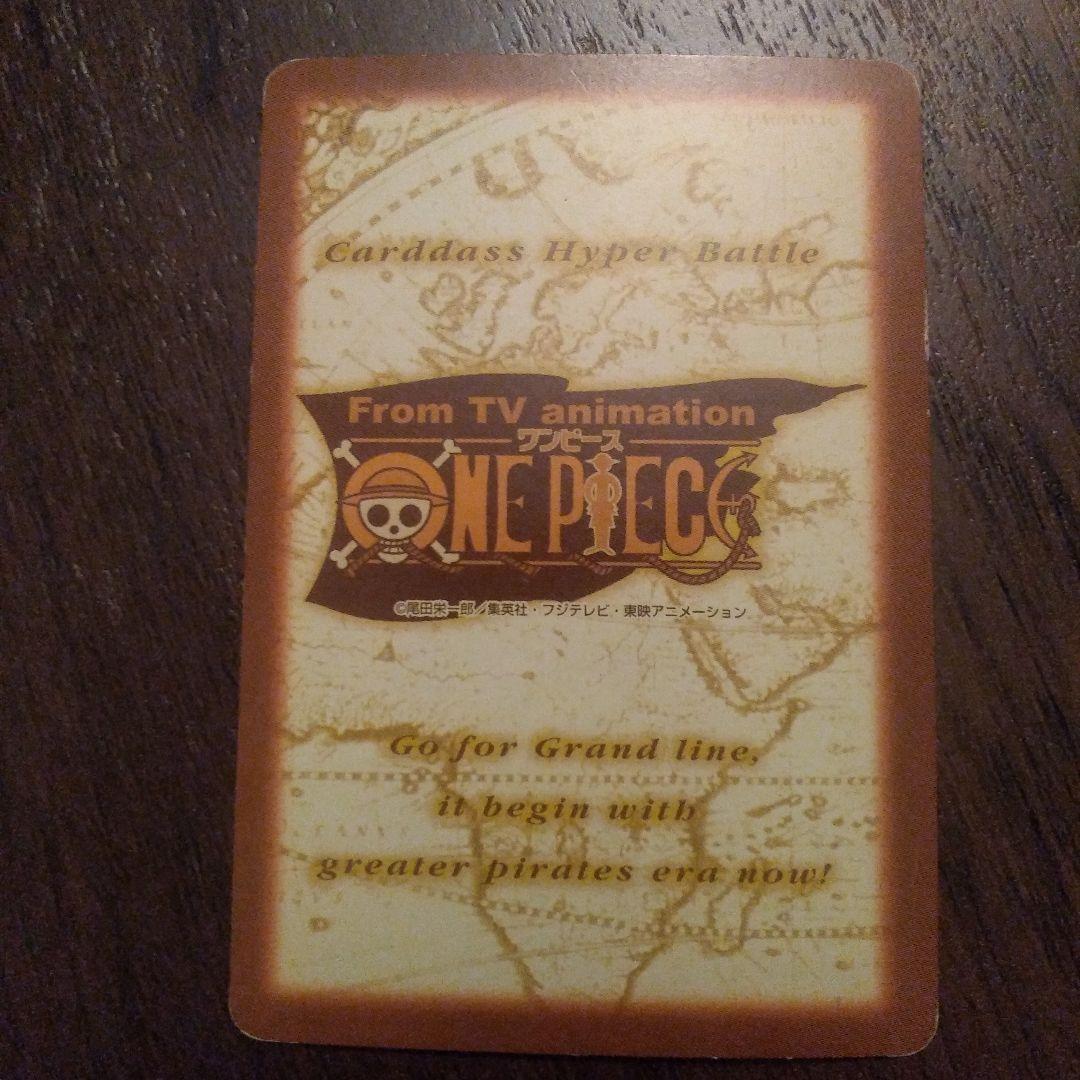 Carddass Hyper Battle
From TV animation
ワンピース
ONE PIECE
©尾田栄一郎／集英社・フジテレビ・東映アニメーション
Go for Grand line,
it begin with
greater pirates era now!